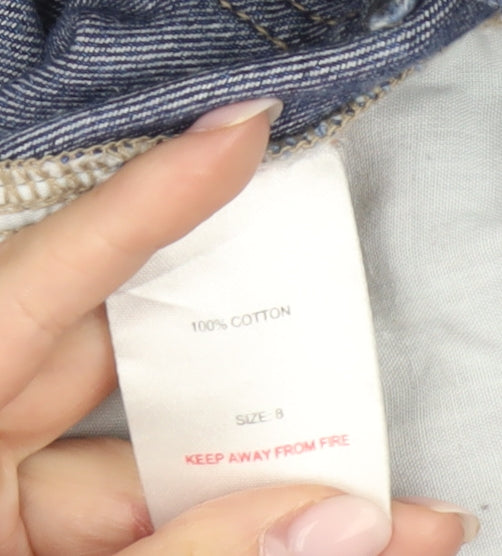 100% COTTON
SIZE 8
KEEP AWAY FROM FIRE